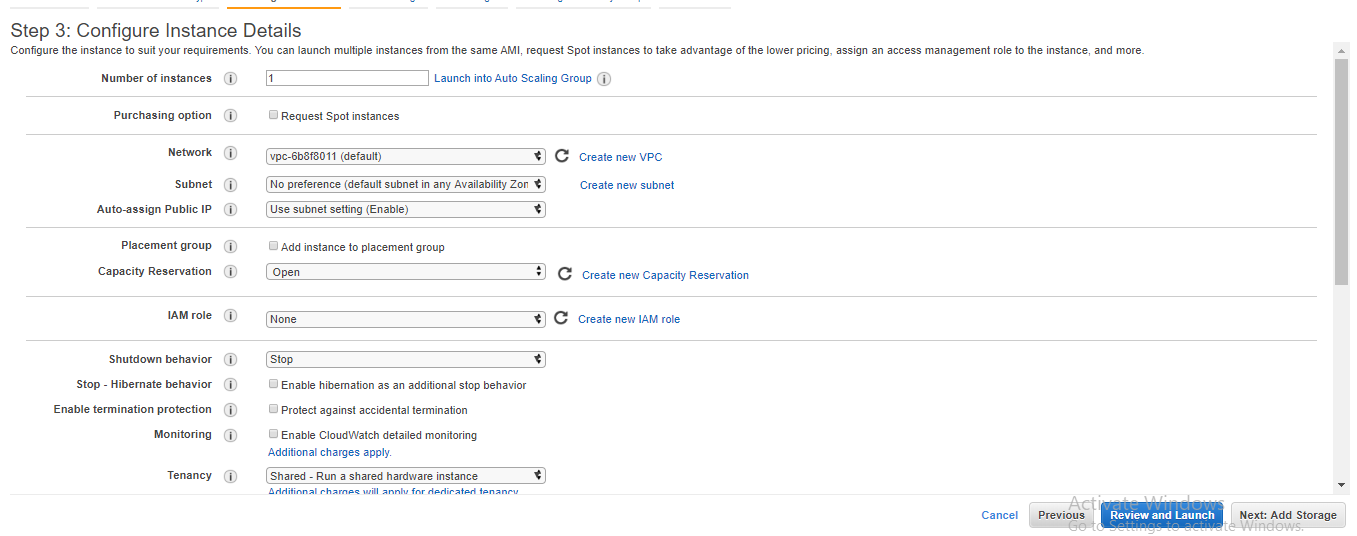 Step 3: Configure Instance Details
Configure the instance to suit your requirements. You can launch multiple instances from the same AMI, request Spot instances to take advantage of the lower pricing, assign an access management role to the instance, and more.
Number of instances i 1 Launch into Auto Scaling Group i
Purchasing option i Request Spot instances
Network i vpc-6b8f8011 (default) Create new VPC
Subnet i No preference (default subnet in any Availability Zon Create new subnet
Auto-assign Public IP i Use subnet setting (Enable)
Placement group i Add instance to placement group
Capacity Reservation i Open Create new Capacity Reservation
IAM role i None Create new IAM role
Shutdown behavior i Stop
Stop - Hibernate behavior i Enable hibernation as an additional stop behavior
Enable termination protection i Protect against accidental termination
Monitoring i Enable CloudWatch detailed monitoring
Additional charges apply.
Tenancy i Shared - Run a shared hardware instance
Additional charges will apply for dedicated tenancy.
Activate Windows
Cancel Previous Review and Launch Next: Add Storage
Go to Settings to activate Windows.